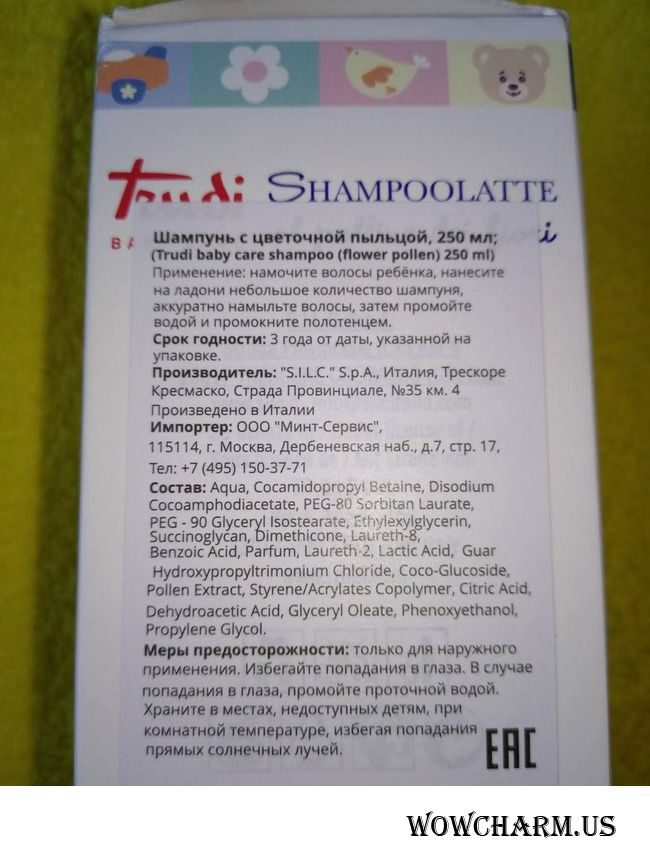 Trudi SHAMPOOLATTE
BA
Шампунь с цветочной пыльцой, 250 мл;
(Trudi baby care shampoo (flower pollen) 250 ml)
Применение: намочите волосы ребёнка, нанесите
на ладони небольшое количество шампуня,
аккуратно намыльте волосы, затем промойте
водой и промокните полотенцем.
Срок годности: 3 года от даты, указанной на
упаковке.
Производитель: "S.I.L.C." S.p.A., Италия, Трескоре
Кресмаско, Страда Провинциале, №35 км. 4
Произведено в Италии
Импортер: ООО "Минт-Сервис",
115114, г. Москва, Дербеневская наб., д.7, стр. 17,
Тел: +7 (495) 150-37-71
Состав: Aqua, Cocamidopropyl Betaine, Disodium
Cocoamphodiacetate, PEG-80 Sorbitan Laurate,
PEG - 90 Glyceryl Isostearate, Ethylexylglycerin,
Succinoglycan, Dimethicone, Laureth-8,
Benzoic Acid, Parfum, Laureth-2, Lactic Acid, Guar
Hydroxypropyltrimonium Chloride, Coco-Glucoside,
Pollen Extract, Styrene/Acrylates Copolymer, Citric Acid,
Dehydroacetic Acid, Glyceryl Oleate, Phenoxyethanol,
Propylene Glycol.
Меры предосторожности: только для наружного
применения. Избегайте попадания в глаза. В случае
попадания в глаза, промойте проточной водой.
Храните в местах, недоступных детям, при
комнатной температуре, избегая попадания
прямых солнечных лучей.
EAC
WOWCHARM.US